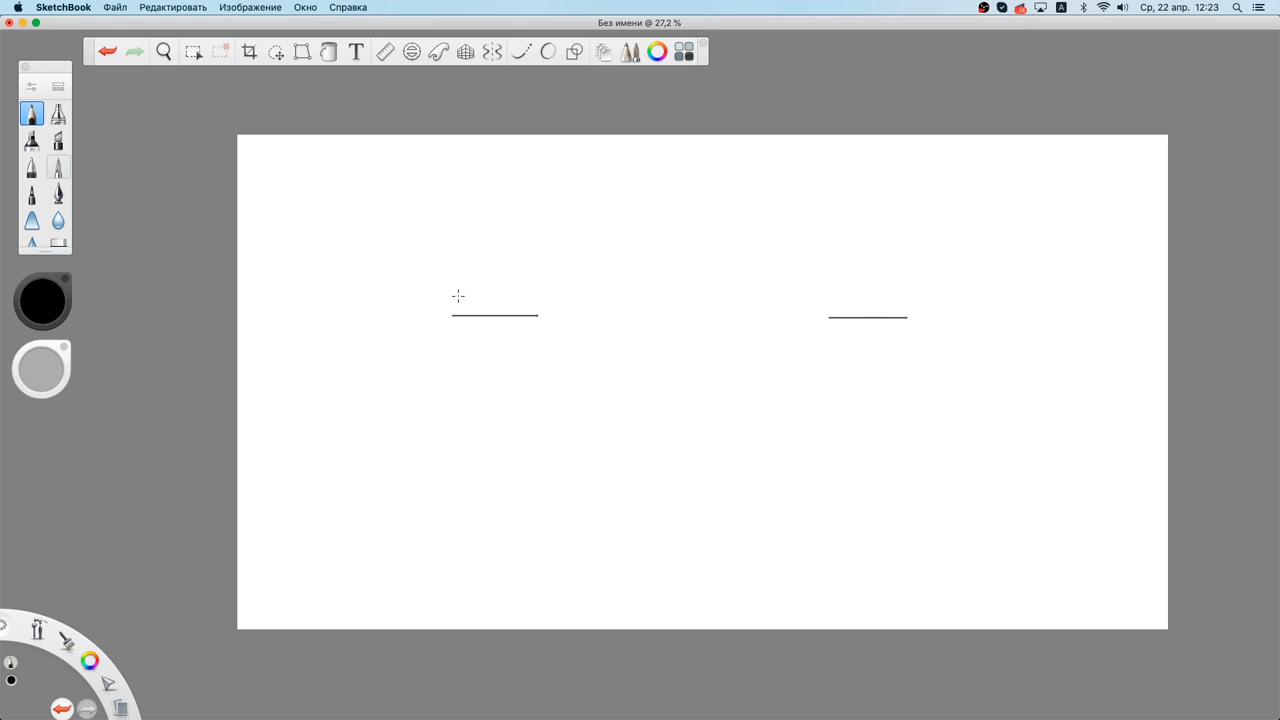 SketchBook Файл Редактировать Изображение Окно Справка Ср, 22 апр. 12:23
Без имени @ 27,2 %